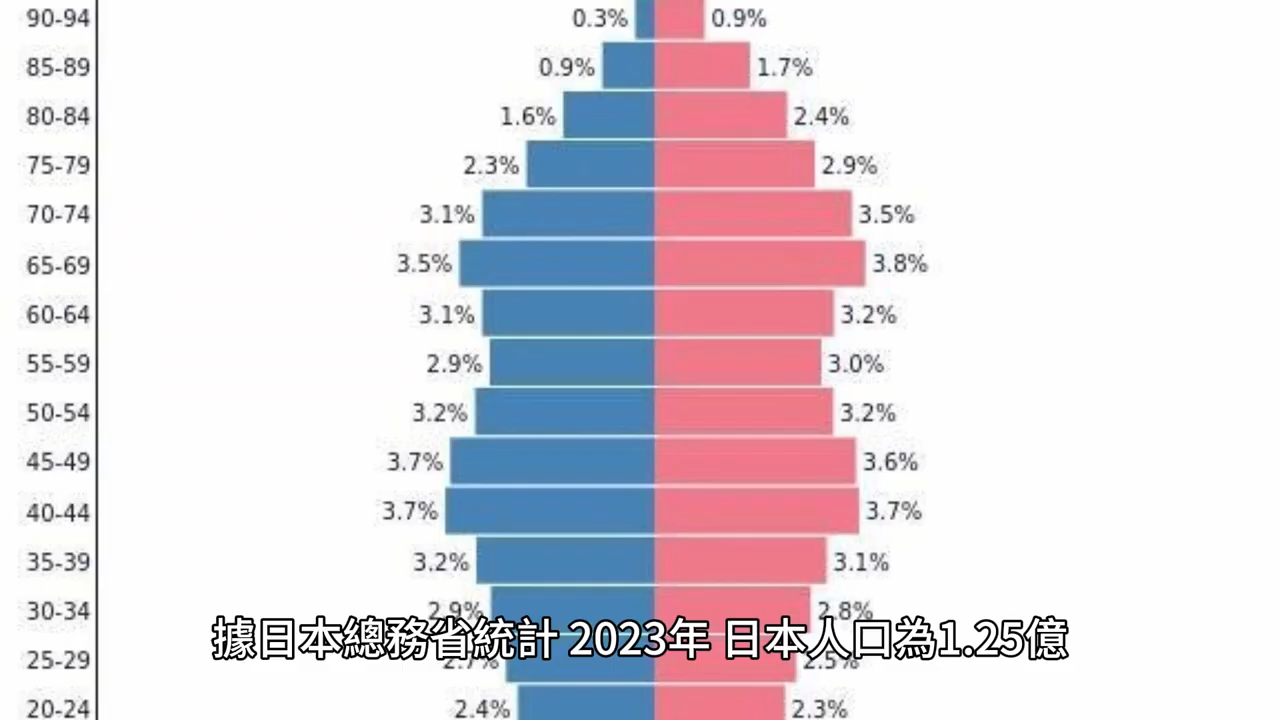 90-94 0.3% 0.9%
85-89 0.9% 1.7%
80-84 1.6% 2.4%
75-79 2.3% 2.9%
70-74 3.1% 3.5%
65-69 3.5% 3.8%
60-64 3.1% 3.2%
55-59 2.9% 3.0%
50-54 3.2% 3.2%
45-49 3.7% 3.6%
40-44 3.7% 3.7%
35-39 3.2% 3.1%
30-34 2.9% 2.8%
據日本總務省統計 2023年 日本人口為1.25億
25-29 2.7% 2.5%
20-24 2.4% 2.3%